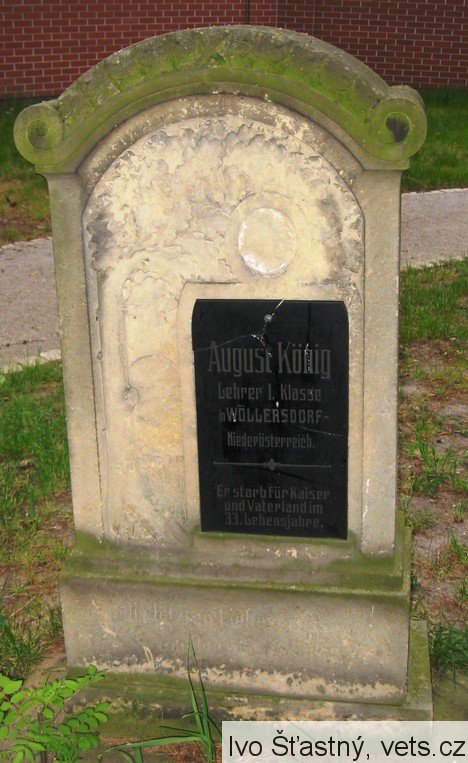 August König
Lehrer I. Klasse
in WÖLLERSDORF-
Niederösterreich.
Er starb für Kaiser
und Vaterland im
33. Lebensjahre.
Ivo Šťastný, vets.cz